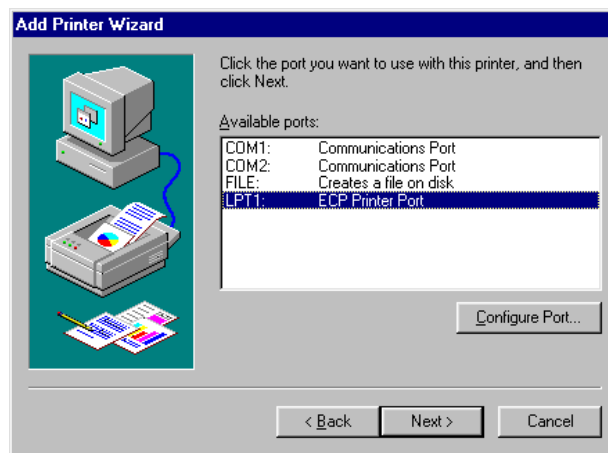 Add Printer Wizard
Click the port you want to use with this printer, and then
click Next.
Available ports:
COM1: Communications Port
COM2: Communications Port
FILE: Creates a file on disk
LPT1: ECP Printer Port
Configure Port...
< Back Next > Cancel